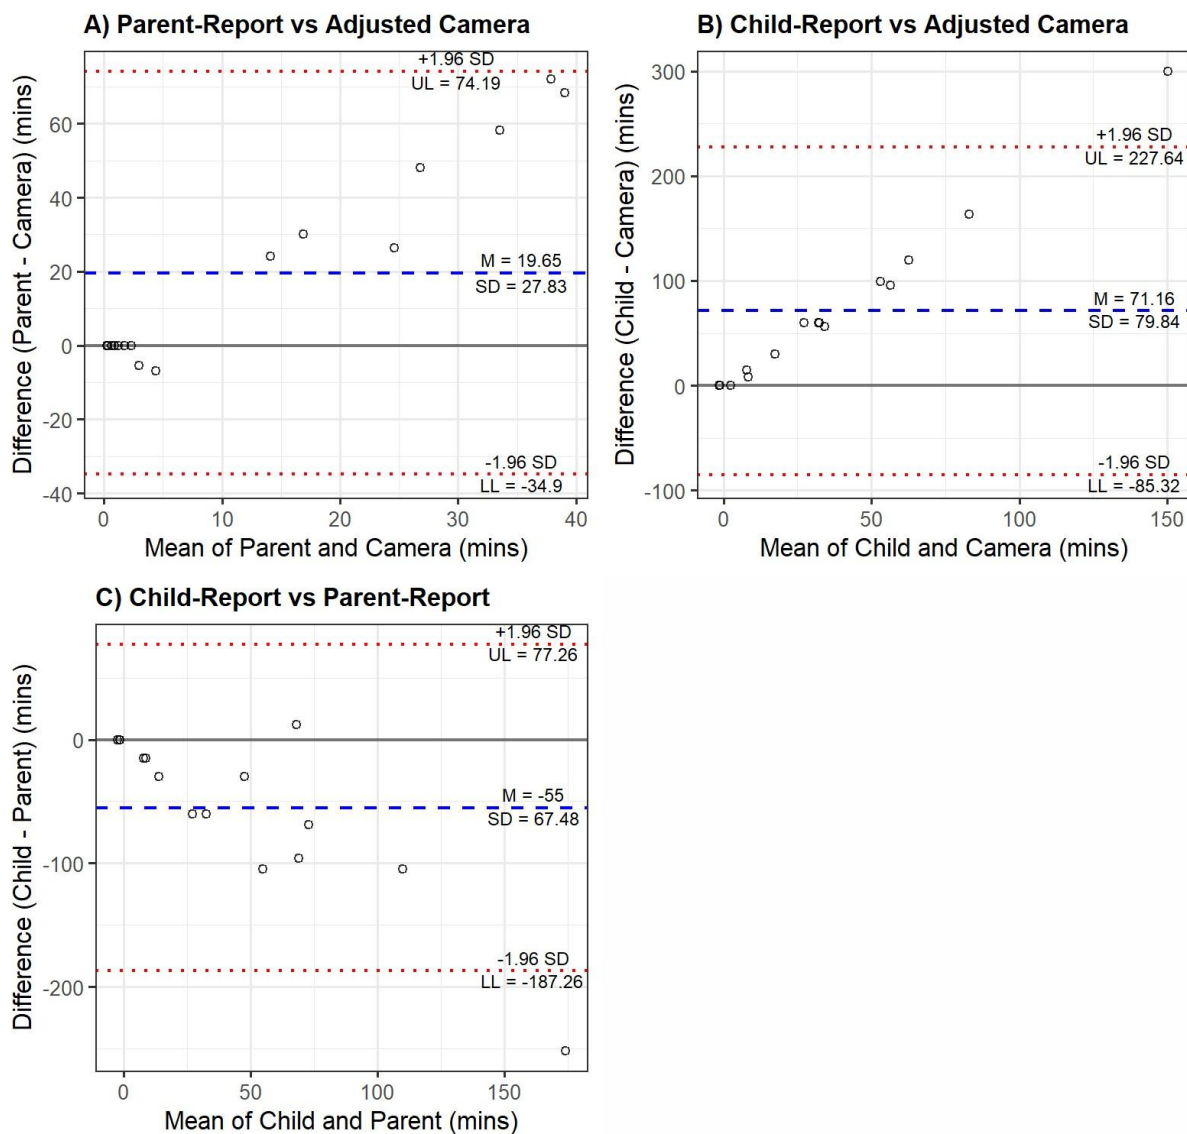 A) Parent-Report vs Adjusted Camera
Difference (Parent - Camera) (mins)
60
40
20
0
-20
-40
+1.96 SD
UL = 74.19
M = 19.65
SD = 27.83
-1.96 SD
LL = -34.9
0 10 20 30 40
Mean of Parent and Camera (mins)
B) Child-Report vs Adjusted Camera
Difference (Child - Camera) (mins)
300
200
100
0
-100
+1.96 SD
UL = 227.64
M = 71.16
SD = 79.84
-1.96 SD
LL = -85.32
0 50 100 150
Mean of Child and Camera (mins)
C) Child-Report vs Parent-Report
Difference (Child - Parent) (mins)
0
-100
-200
+1.96 SD
UL = 77.26
M = -55
SD = 67.48
-1.96 SD
LL = -187.26
0 50 100 150
Mean of Child and Parent (mins)